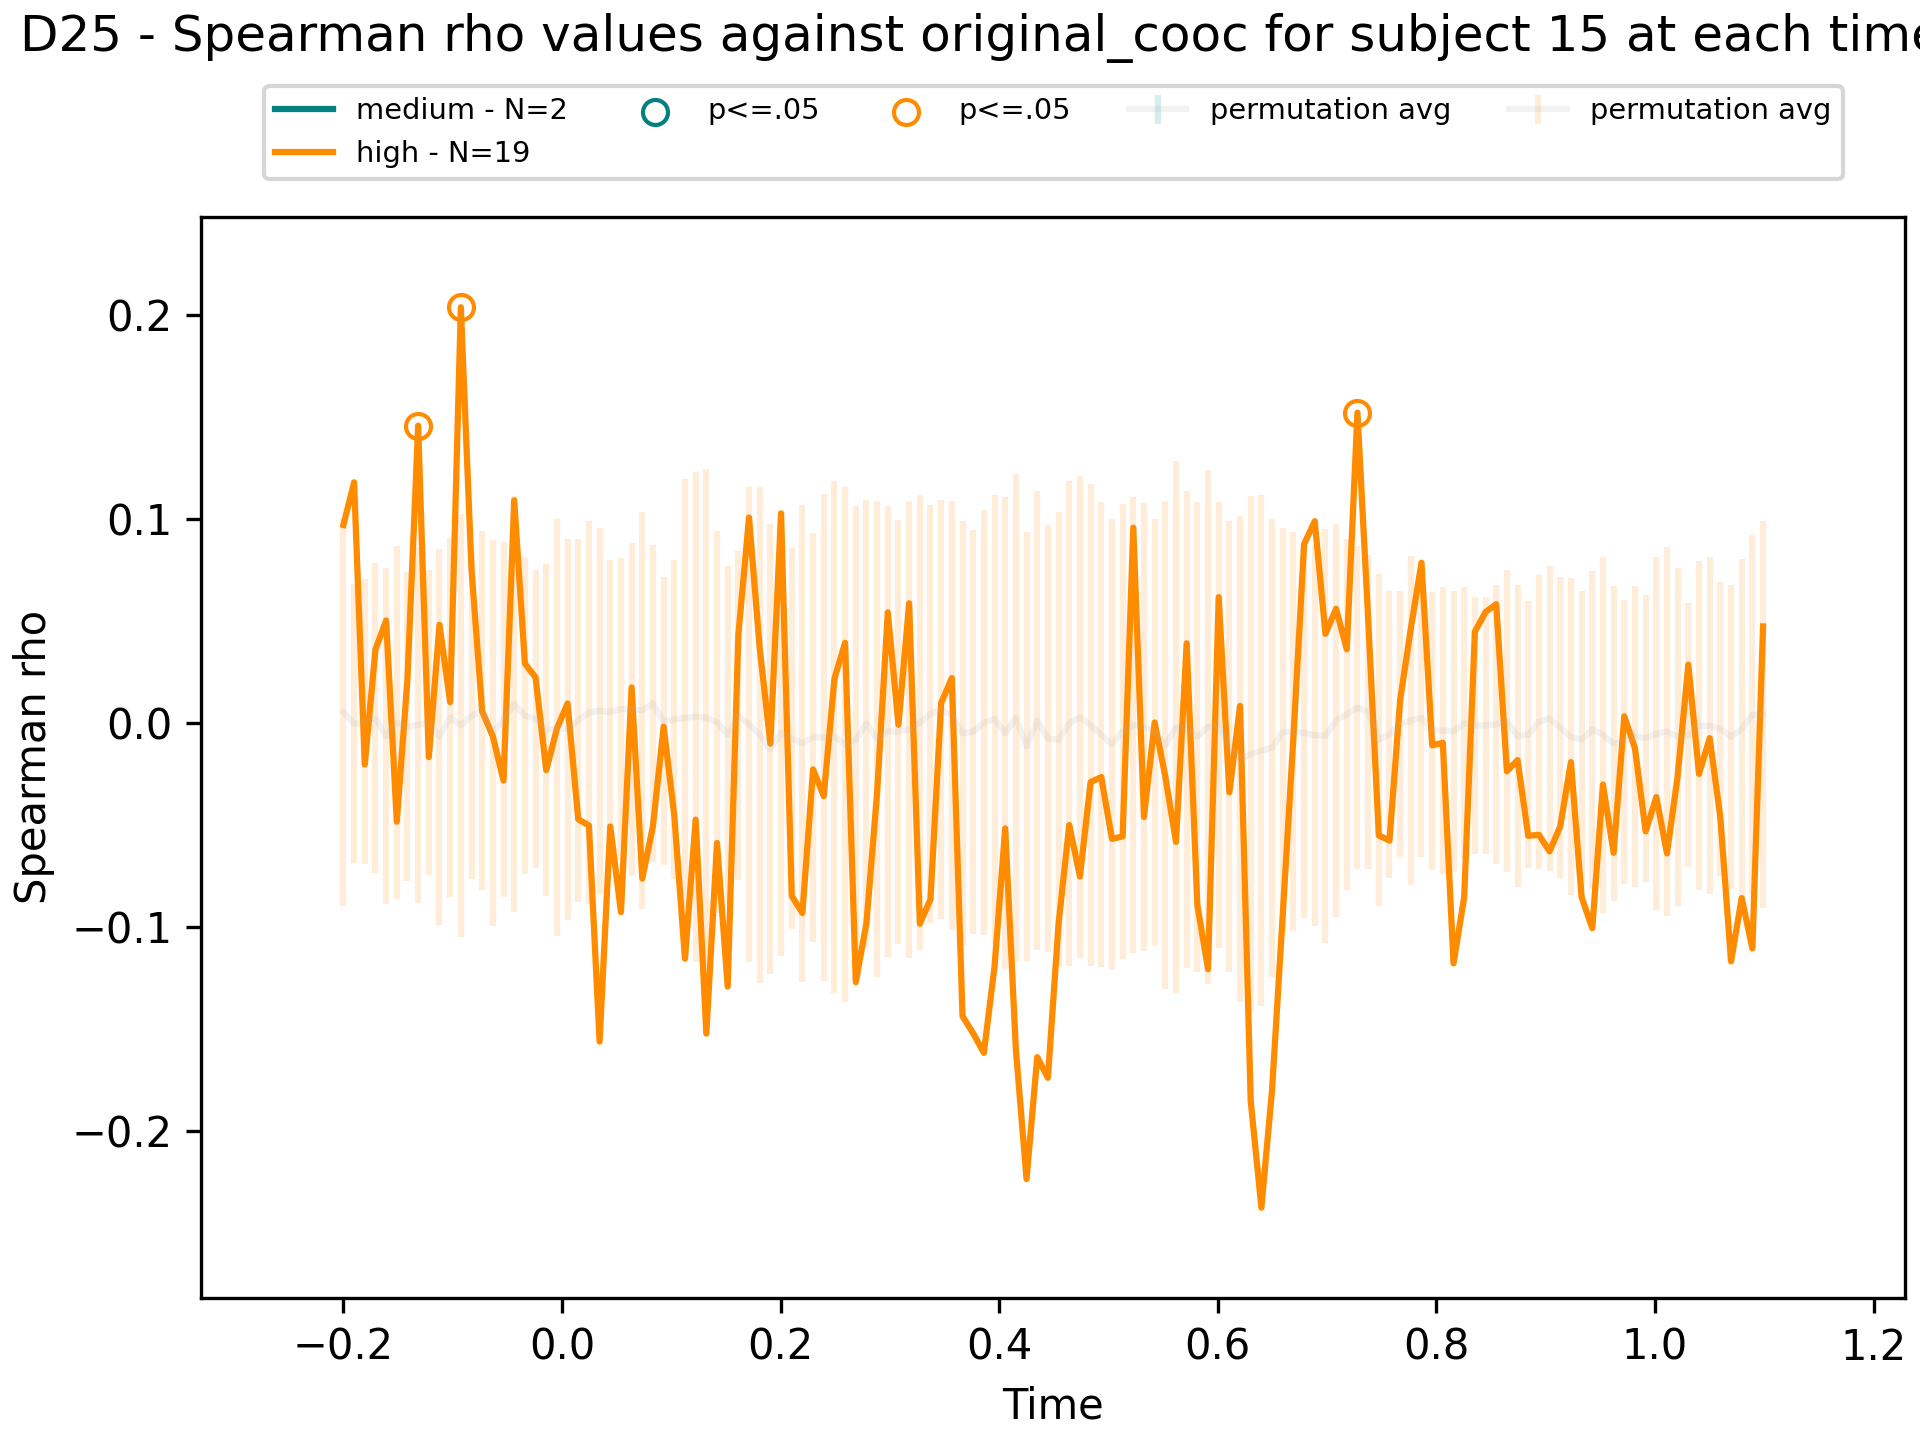 D25 - Spearman rho values against original_cooc for subject 15 at each time
medium - N=2
high - N=19
p<=.05
p<=.05
permutation avg
permutation avg
Spearman rho
0.2
0.1
0.0
−0.1
−0.2
−0.2 0.0 0.2 0.4 0.6 0.8 1.0 1.2
Time